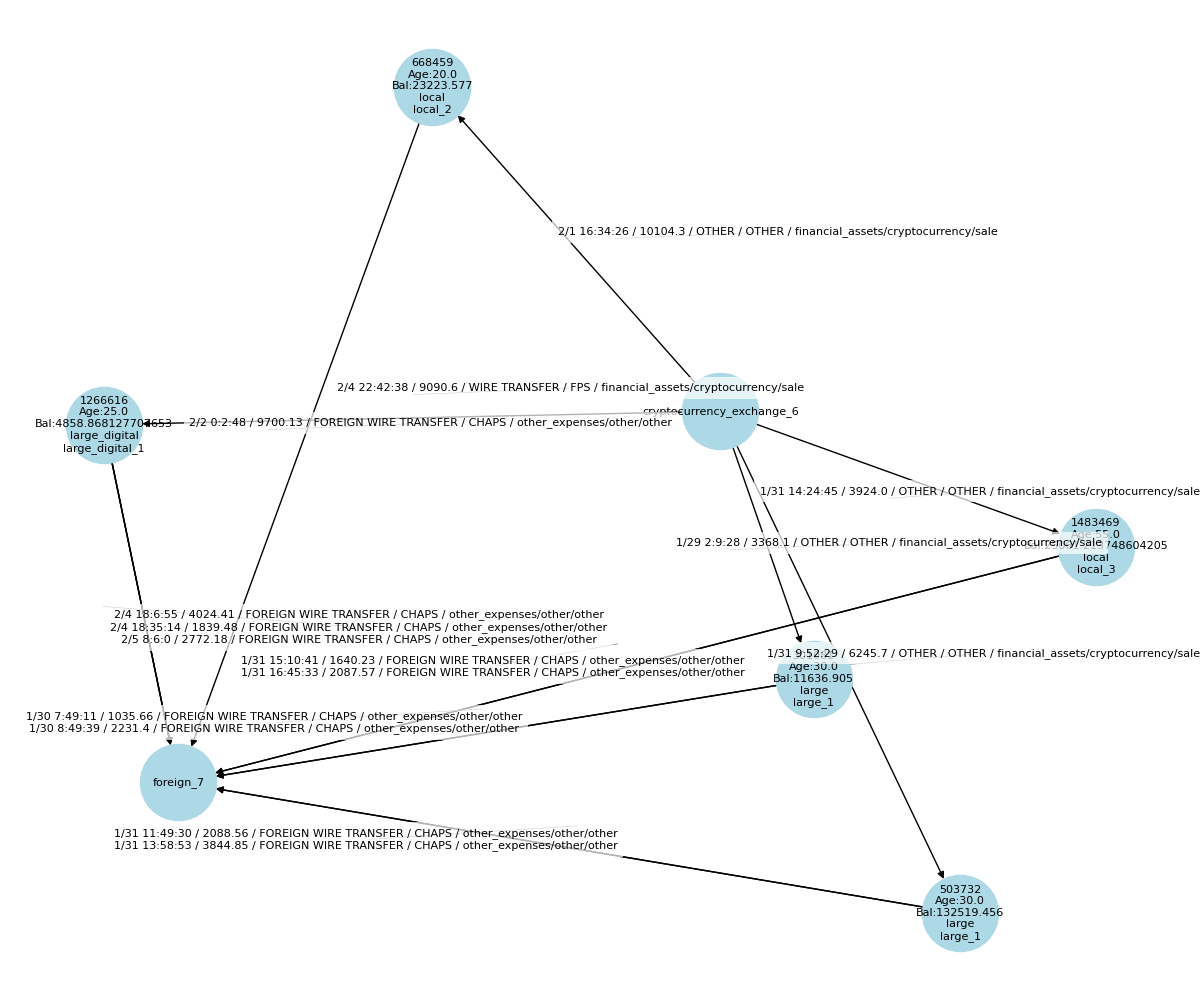 668459
Age:20.0
Bal:23223.577
local
local_2
2/1 16:34:26 / 10104.3 / OTHER / OTHER / financial_assets/cryptocurrency/sale
2/4 22:42:38 / 9090.6 / WIRE TRANSFER / FPS / financial_assets/cryptocurrency/sale
cryptocurrency_exchange_6
1266616
Age:25.0
large_digital
large_digital_1
2/2 0:2:48 / 9700.13 / FOREIGN WIRE TRANSFER / CHAPS / other_expenses/other/other
1/31 14:24:45 / 3924.0 / OTHER / OTHER / financial_assets/cryptocurrency/sale
1483469
local
local_3
1/29 2:9:28 / 3368.1 / OTHER / OTHER / financial_assets/cryptocurrency/sale
2/4 18:6:55 / 4024.41 / FOREIGN WIRE TRANSFER / CHAPS / other_expenses/other/other
2/4 18:35:14 / 1839.48 / FOREIGN WIRE TRANSFER / CHAPS / other_expenses/other/other
2/5 8:6:0 / 2772.18 / FOREIGN WIRE TRANSFER / CHAPS / other_expenses/other/other
1/31 15:10:41 / 1640.23 / FOREIGN WIRE TRANSFER / CHAPS / other_expenses/other/other
1/31 16:45:33 / 2087.57 / FOREIGN WIRE TRANSFER / CHAPS / other_expenses/other/other
1/31 9:52:29 / 6245.7 / OTHER / OTHER / financial_assets/cryptocurrency/sale
Age:30.0
Bal:11636.905
large
large_1
1/30 7:49:11 / 1035.66 / FOREIGN WIRE TRANSFER / CHAPS / other_expenses/other/other
1/30 8:49:39 / 2231.4 / FOREIGN WIRE TRANSFER / CHAPS / other_expenses/other/other
foreign_7
1/31 11:49:30 / 2088.56 / FOREIGN WIRE TRANSFER / CHAPS / other_expenses/other/other
1/31 13:58:53 / 3844.85 / FOREIGN WIRE TRANSFER / CHAPS / other_expenses/other/other
503732
Age:30.0
Bal:132519.456
large
large_1